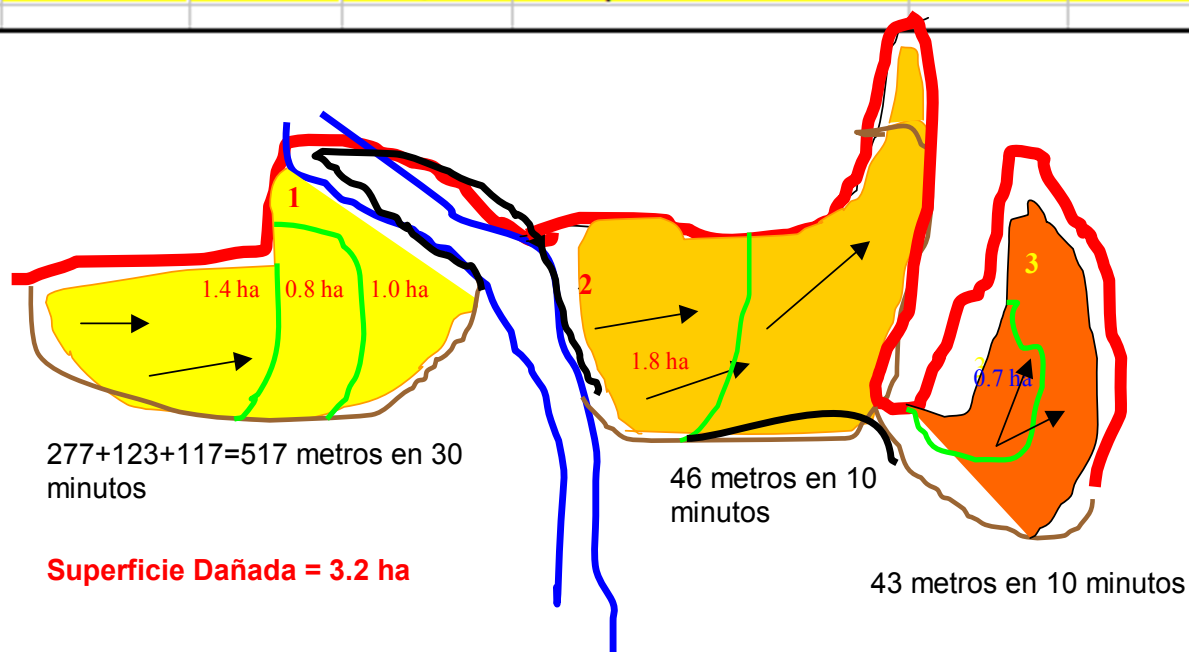 1
1.4 ha 0.8 ha 1.0 ha
277+123+117=517 metros en 30
minutos
Superficie Dañada = 3.2 ha
2
1.8 ha
46 metros en 10
minutos
3
0.7 ha
43 metros en 10 minutos